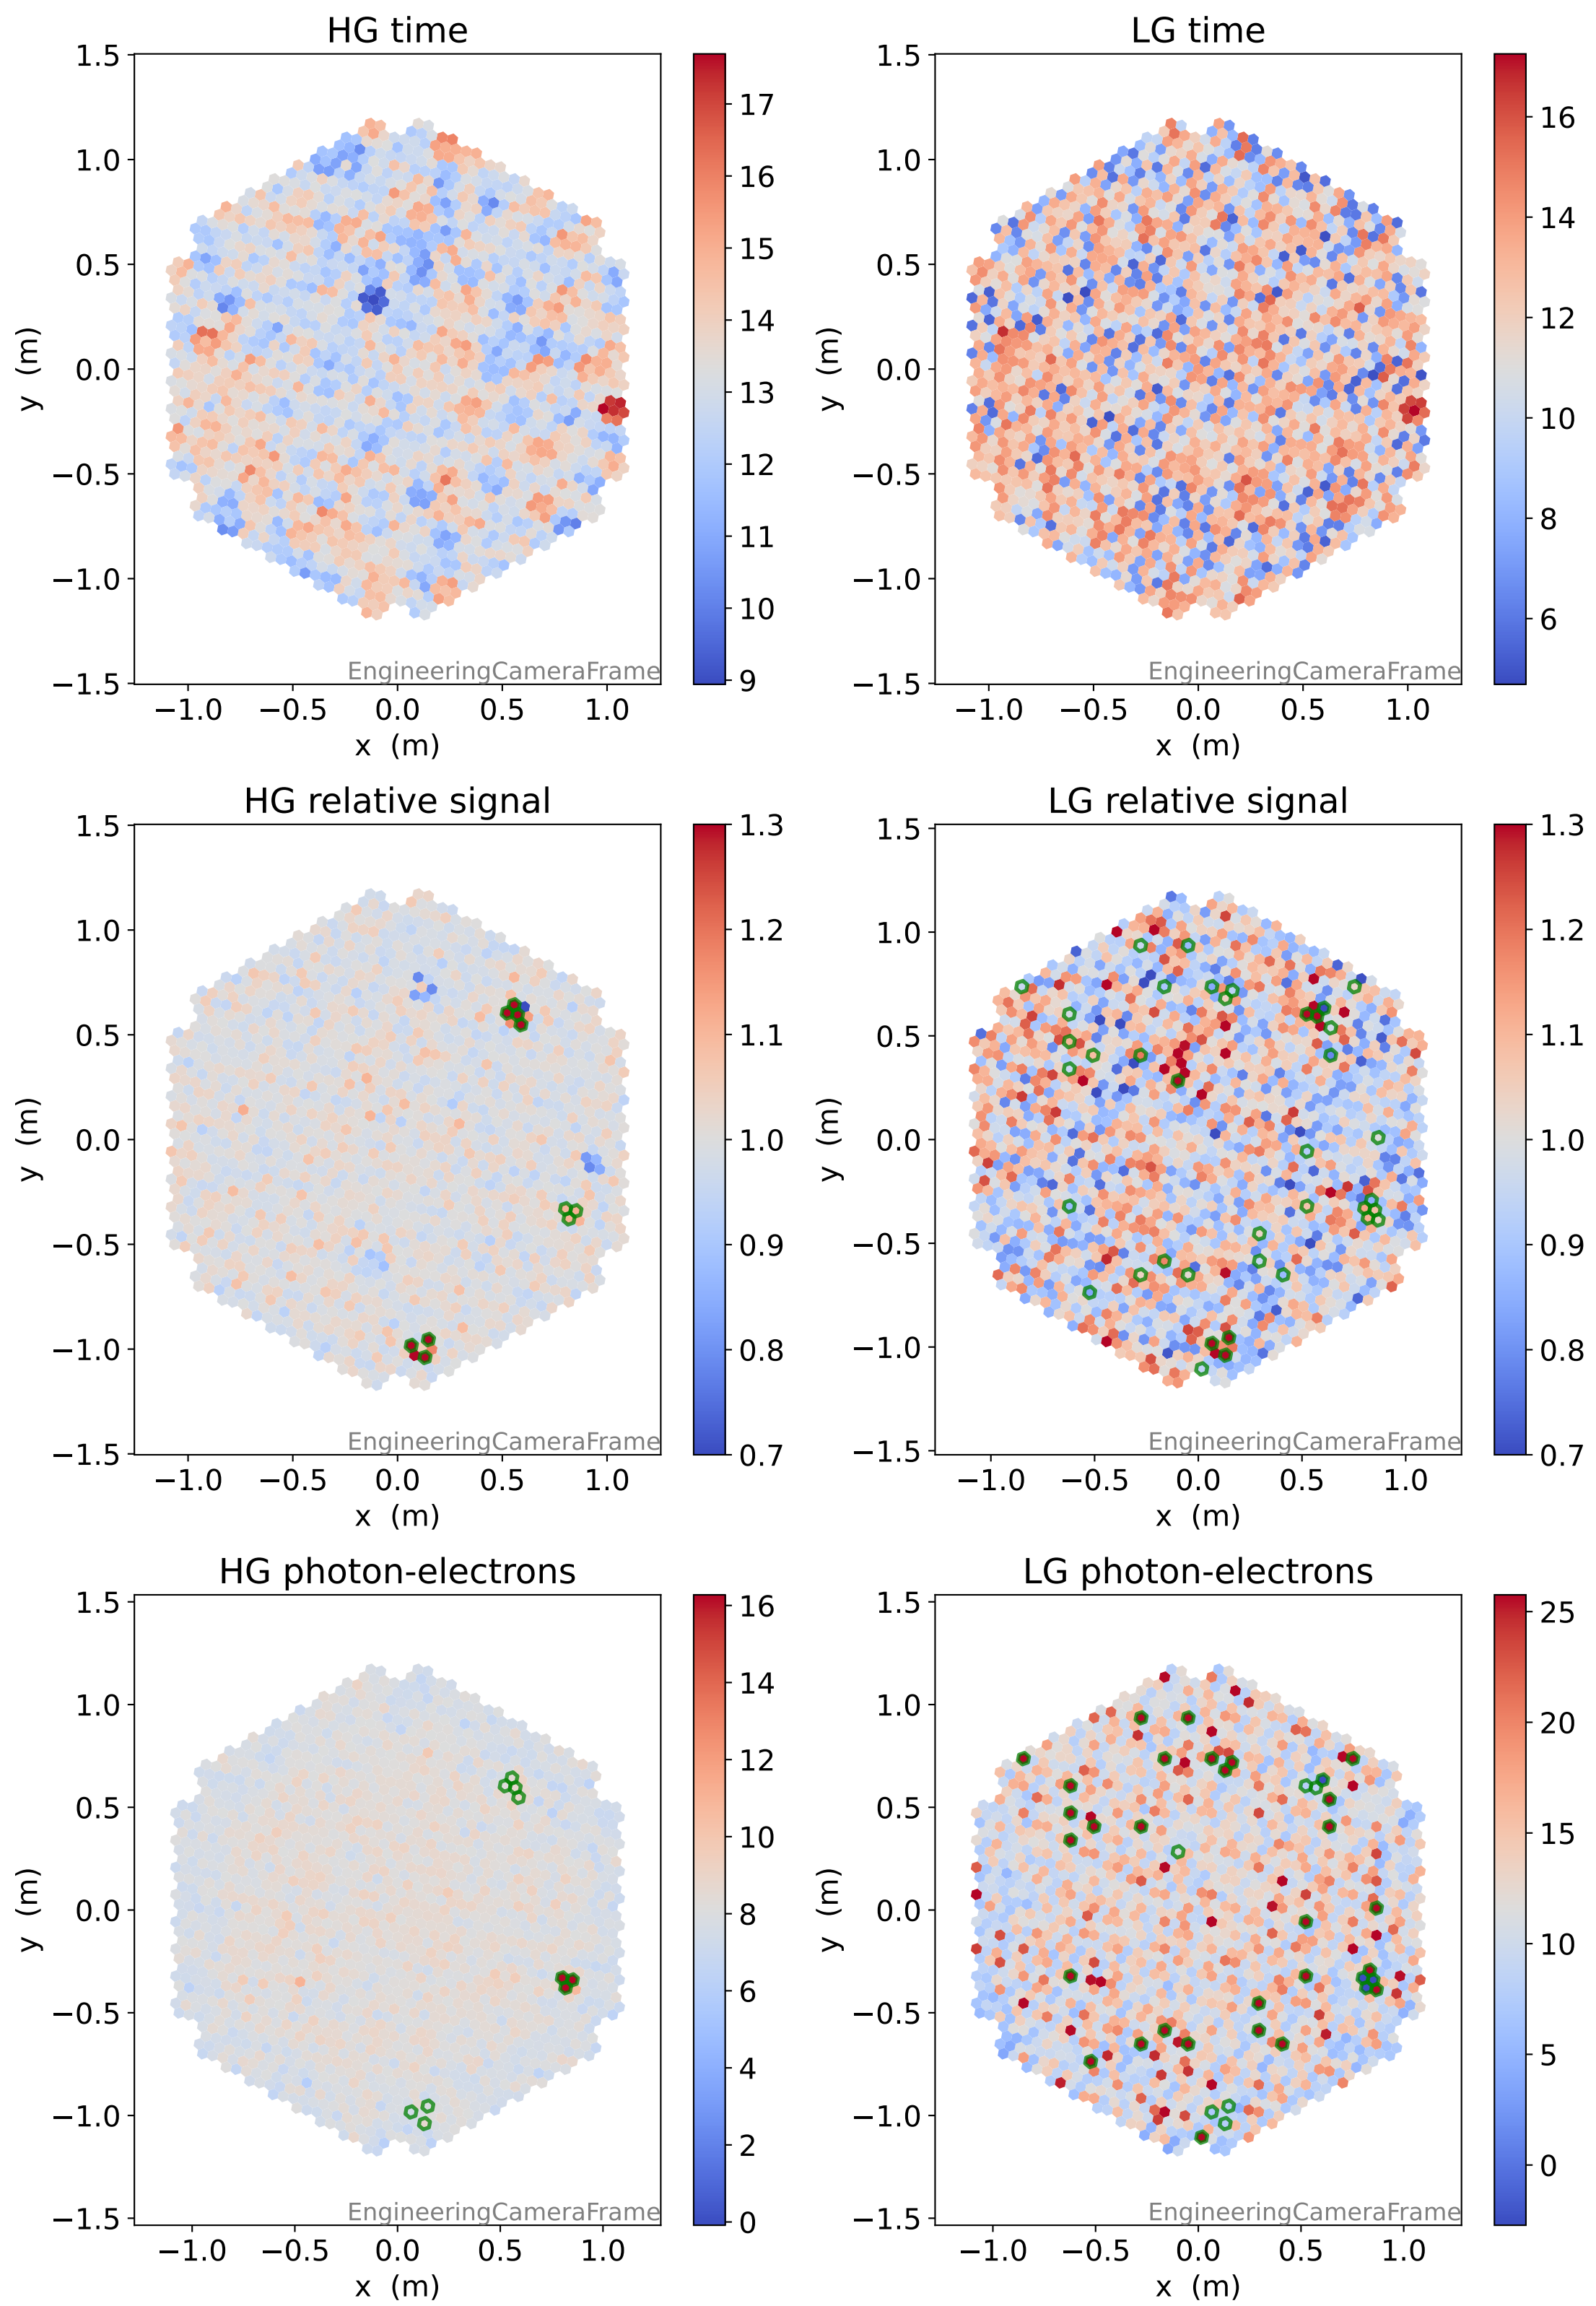 HG time
1.5
1.0
0.5
0.0
−0.5
−1.0
−1.5
y (m)
−1.0 −0.5 0.0 0.5 1.0
x (m)
EngineeringCameraFrame
17
16
15
14
13
12
11
10
9
LG time
1.5
1.0
0.5
0.0
−0.5
−1.0
−1.5
y (m)
−1.0 −0.5 0.0 0.5 1.0
x (m)
EngineeringCameraFrame
16
14
12
10
8
6
HG relative signal
1.5
1.0
0.5
0.0
−0.5
−1.0
−1.5
y (m)
−1.0 −0.5 0.0 0.5 1.0
x (m)
EngineeringCameraFrame
1.3
1.2
1.1
1.0
0.9
0.8
0.7
LG relative signal
1.5
1.0
0.5
0.0
−0.5
−1.0
−1.5
y (m)
−1.0 −0.5 0.0 0.5 1.0
x (m)
EngineeringCameraFrame
1.3
1.2
1.1
1.0
0.9
0.8
0.7
HG photon-electrons
1.5
1.0
0.5
0.0
−0.5
−1.0
−1.5
y (m)
−1.0 −0.5 0.0 0.5 1.0
x (m)
EngineeringCameraFrame
16
14
12
10
8
6
4
2
0
LG photon-electrons
1.5
1.0
0.5
0.0
−0.5
−1.0
−1.5
y (m)
−1.0 −0.5 0.0 0.5 1.0
x (m)
EngineeringCameraFrame
25
20
15
10
5
0